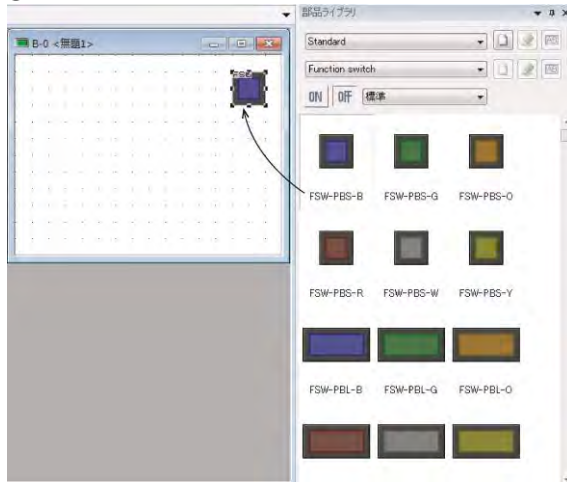 部品ライブラリ
B-0 <無題1>
Standard
Function switch
ON OFF 標準
FSW-PBS-B FSW-PBS-G FSW-PBS-O
FSW-PBS-R FSW-PBS-W FSW-PBS-Y
FSW-PBL-B FSW-PBL-G FSW-PBL-O